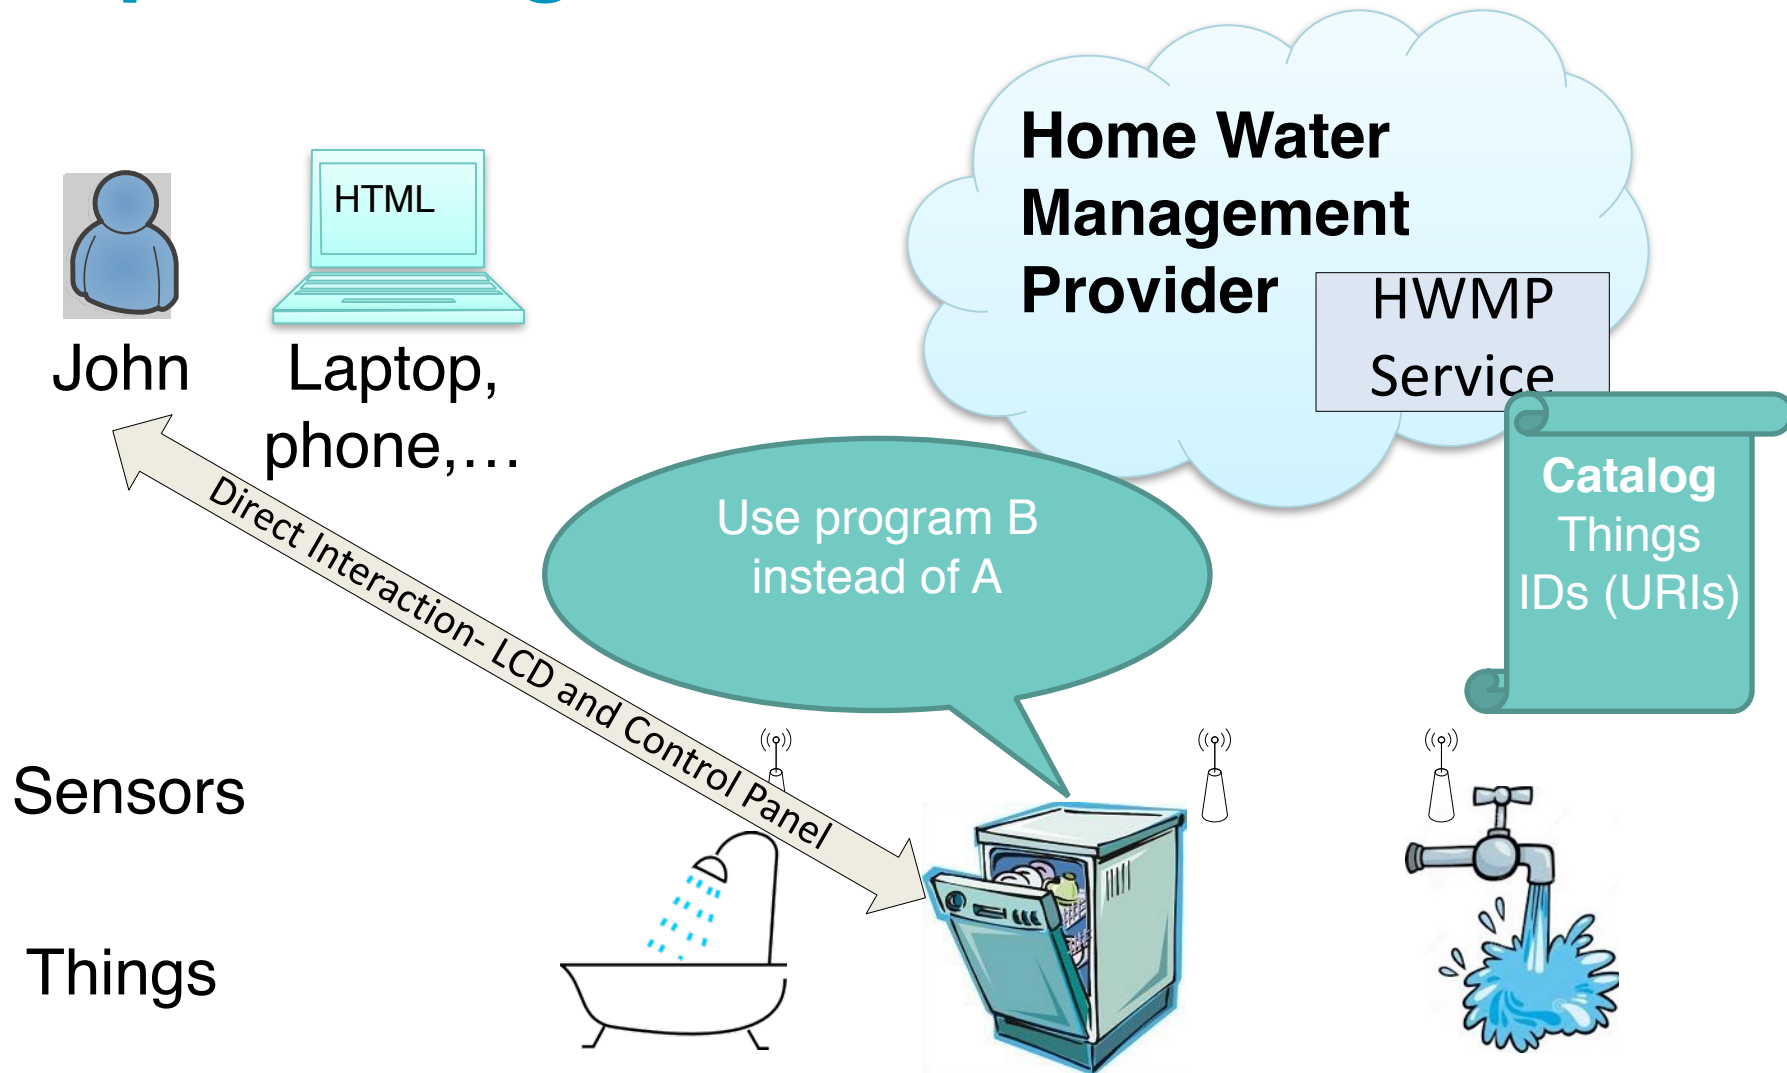 Home Water
Management
Provider
HWMP
Service
HTML
John
Laptop,
phone,…
Catalog
Things
IDs (URIs)
Use program B
instead of A
Direct Interaction- LCD and Control Panel
Sensors
Things